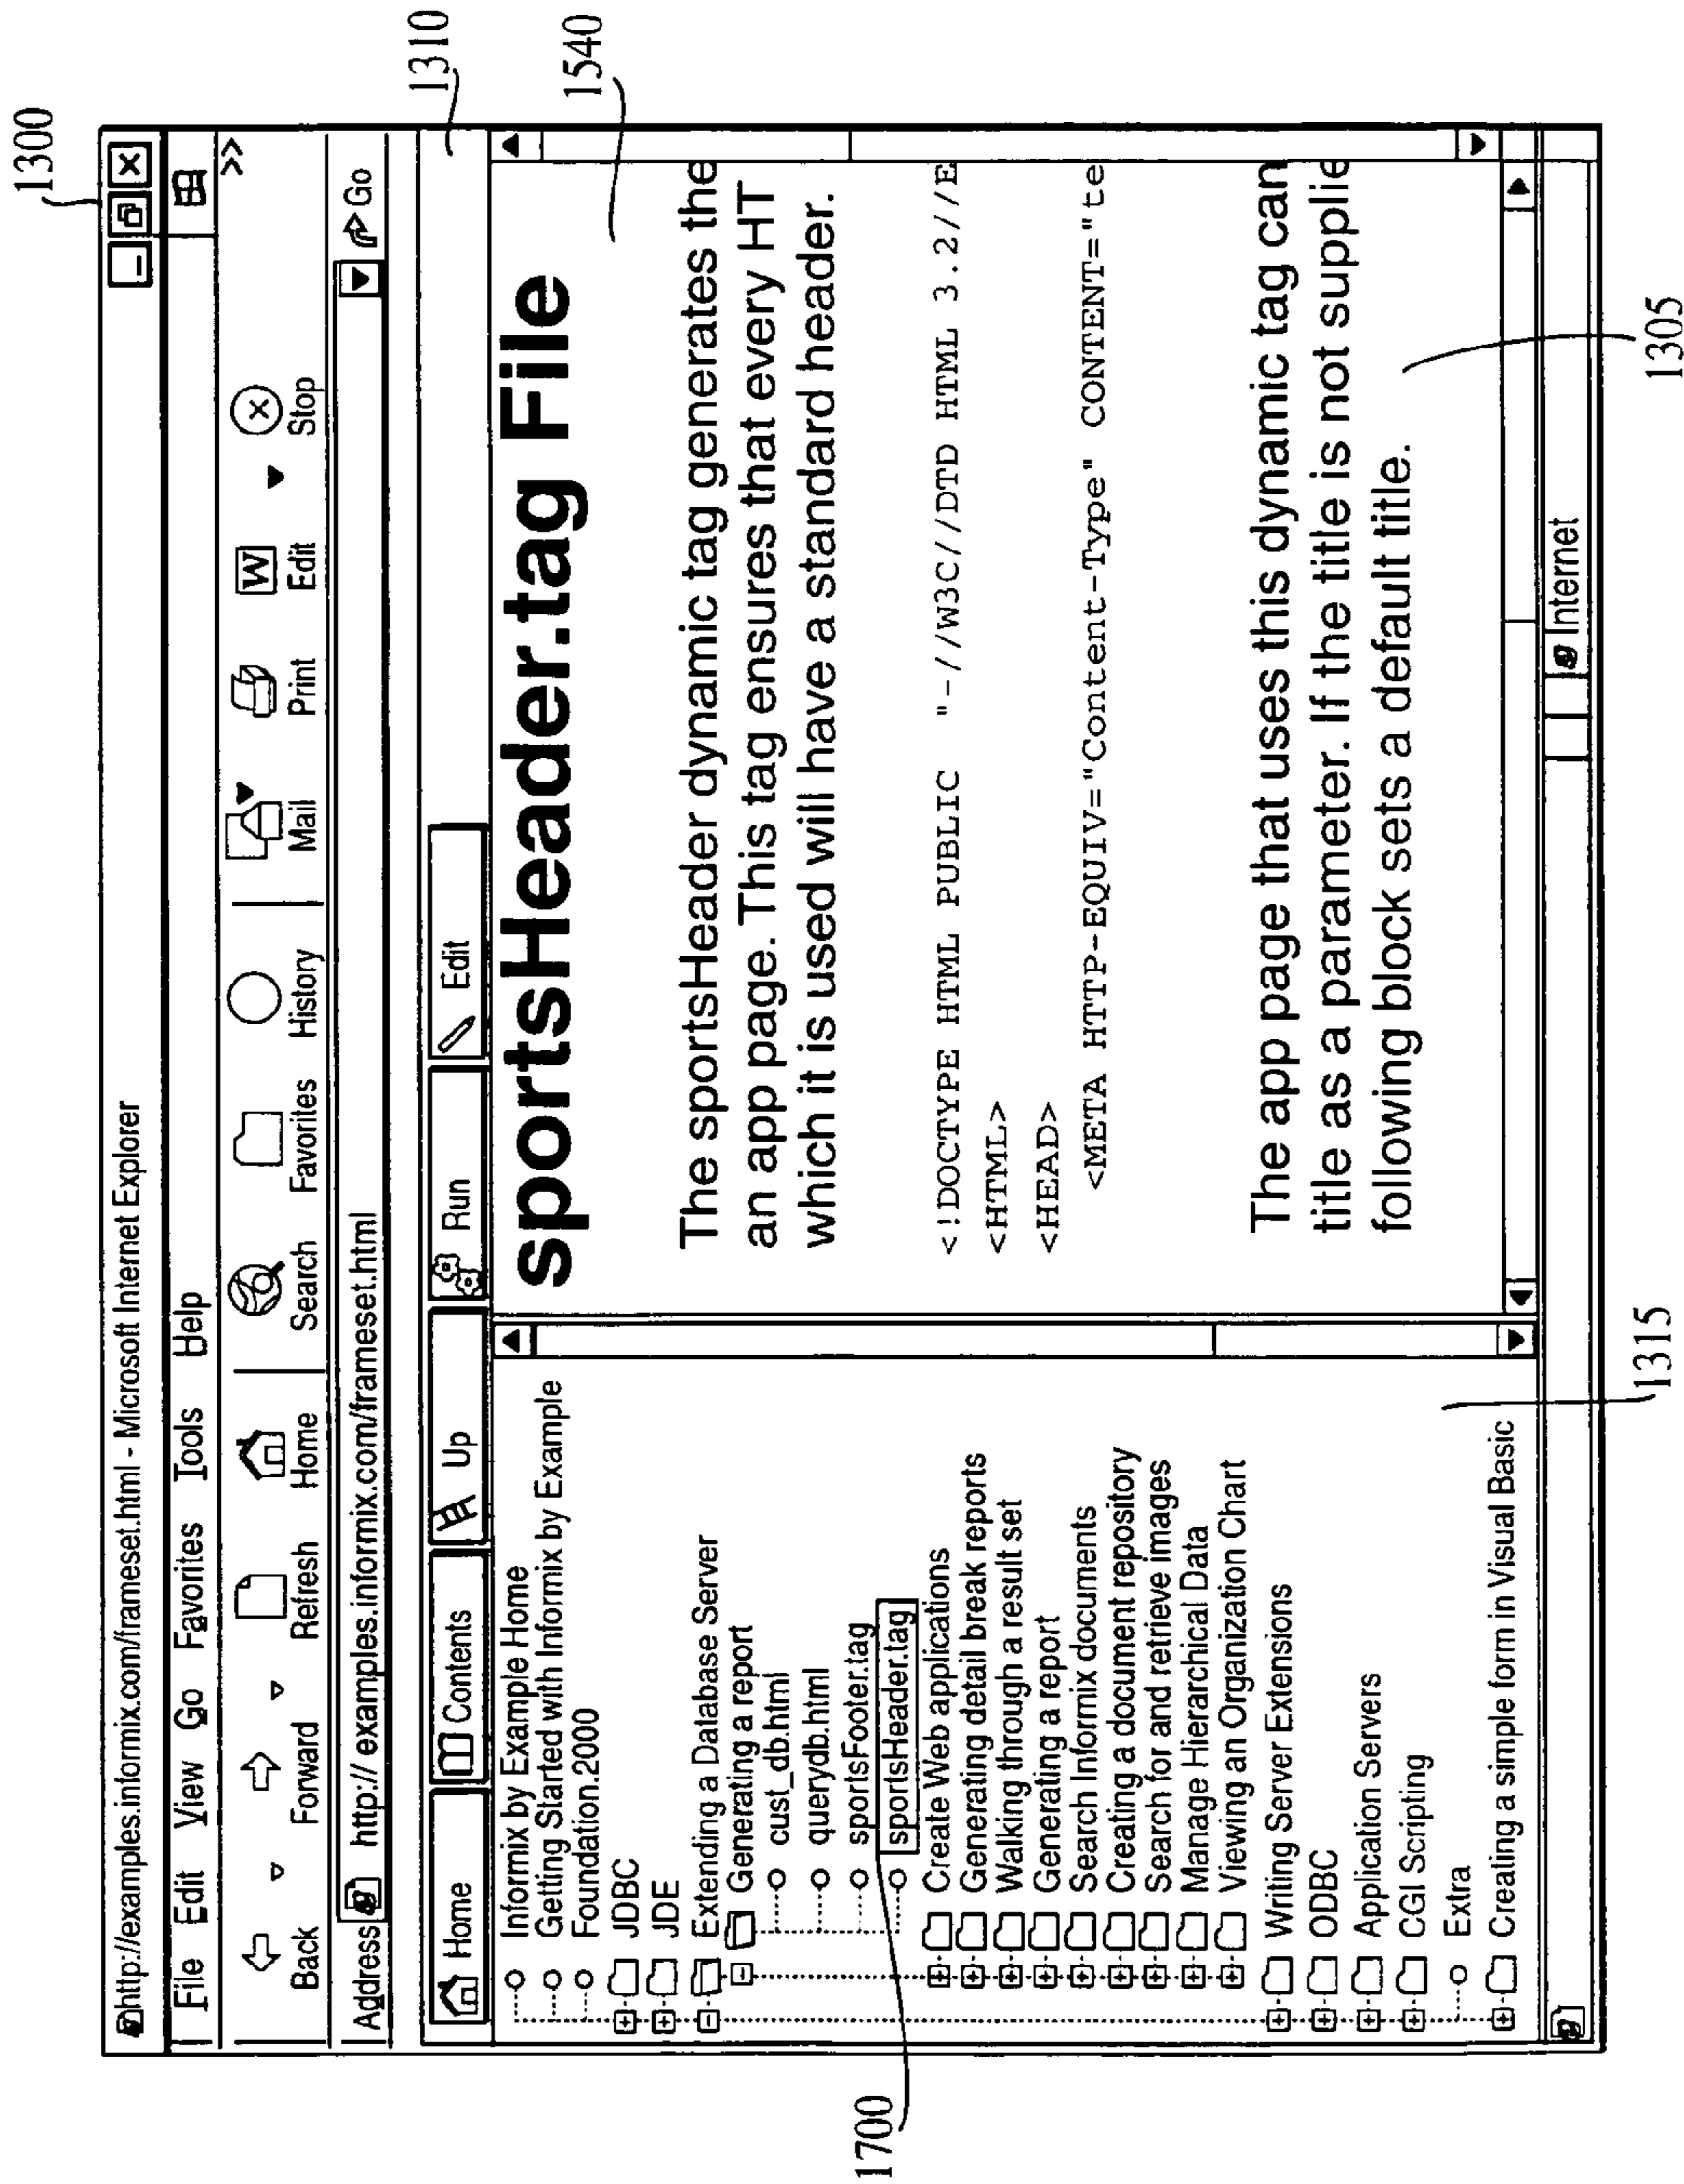 1300
http://examples.informix.com/frameset.html - Microsoft Internet Explorer
File Edit View Go Favorites Tools Help
>>
Back Forward Refresh Home Search Favorites History Mail Print Edit Stop
W
Address http:// examples.informix.com/frameset.html Go
1310
Home Contents Up Run Edit
1540
Informix by Example Home
Getting Started with Informix by Example
Foundation.2000
JDBC
JDE
Extending a Database Server
Generating a report
cust_db.html
querydb.html
sportsFooter.tag
sportsHeader.tag
1700
Create Web applications
Generating detail break reports
Walking through a result set
Generating a report
Search Informix documents
Creating a document repository
Search for and retrieve images
Manage Hierarchical Data
Viewing an Organization Chart
Writing Server Extensions
ODBC
Application Servers
CGI Scripting
Extra
Creating a simple form in Visual Basic
1315
sportsHeader.tag File
The sportsHeader dynamic tag generates the
an app page. This tag ensures that every HT
which it is used will have a standard header.
<!DOCTYPE HTML PUBLIC "-//W3C//DTD HTML 3.2//E
<HTML>
<HEAD>
<META HTTP-EQUIV="Content-Type" CONTENT="te
The app page that uses this dynamic tag can
title as a parameter. If the title is not supplie
following block sets a default title.
1305
Internet